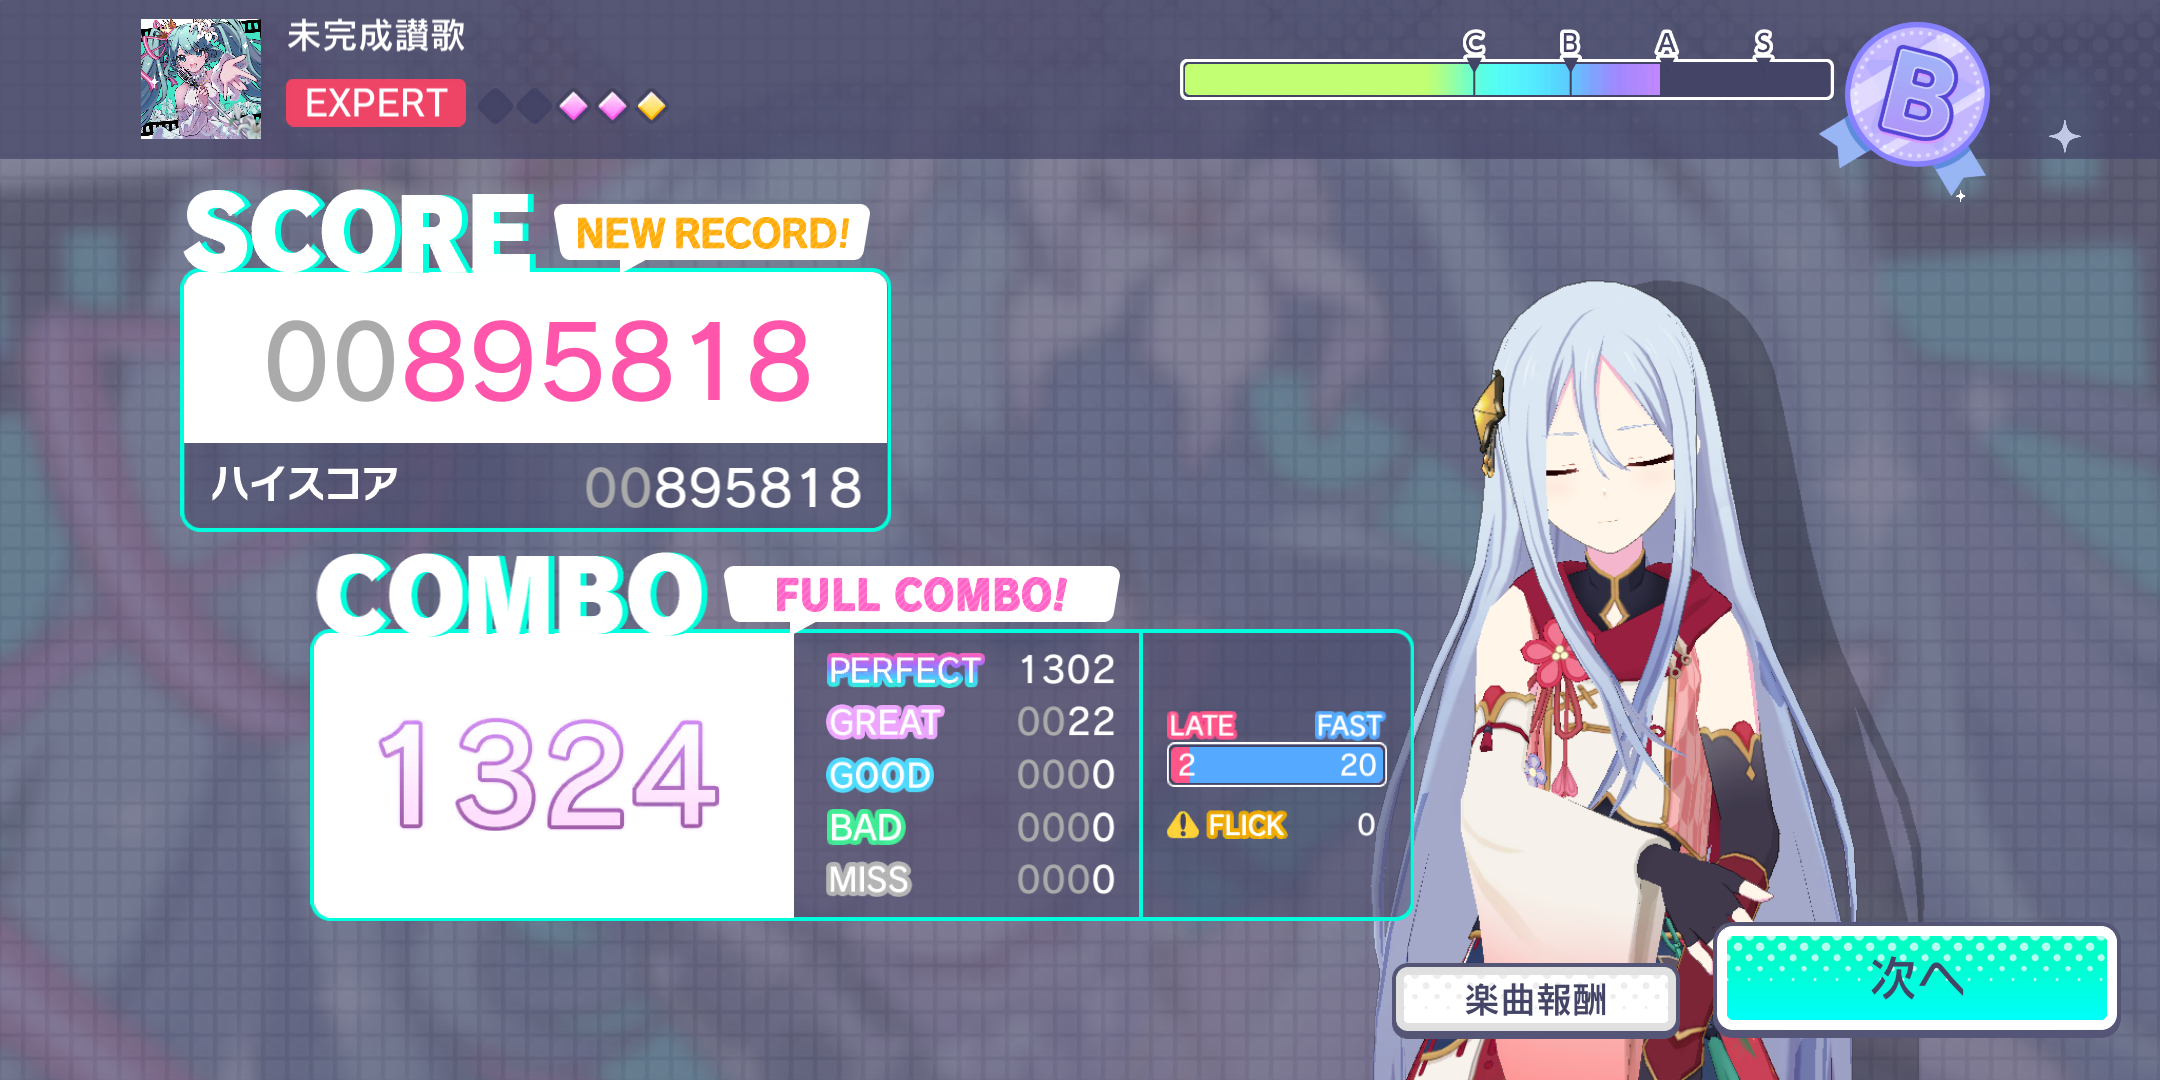 未完成讃歌
EXPERT
C B A S
B
SCORE
NEW RECORD!
00895818
ハイスコア 00895818
COMBO
FULL COMBO!
1324
PERFECT 1302
GREAT 0022
GOOD 0000
BAD 0000
MISS 0000
LATE FAST
2 20
FLICK 0
楽曲報酬
次へ